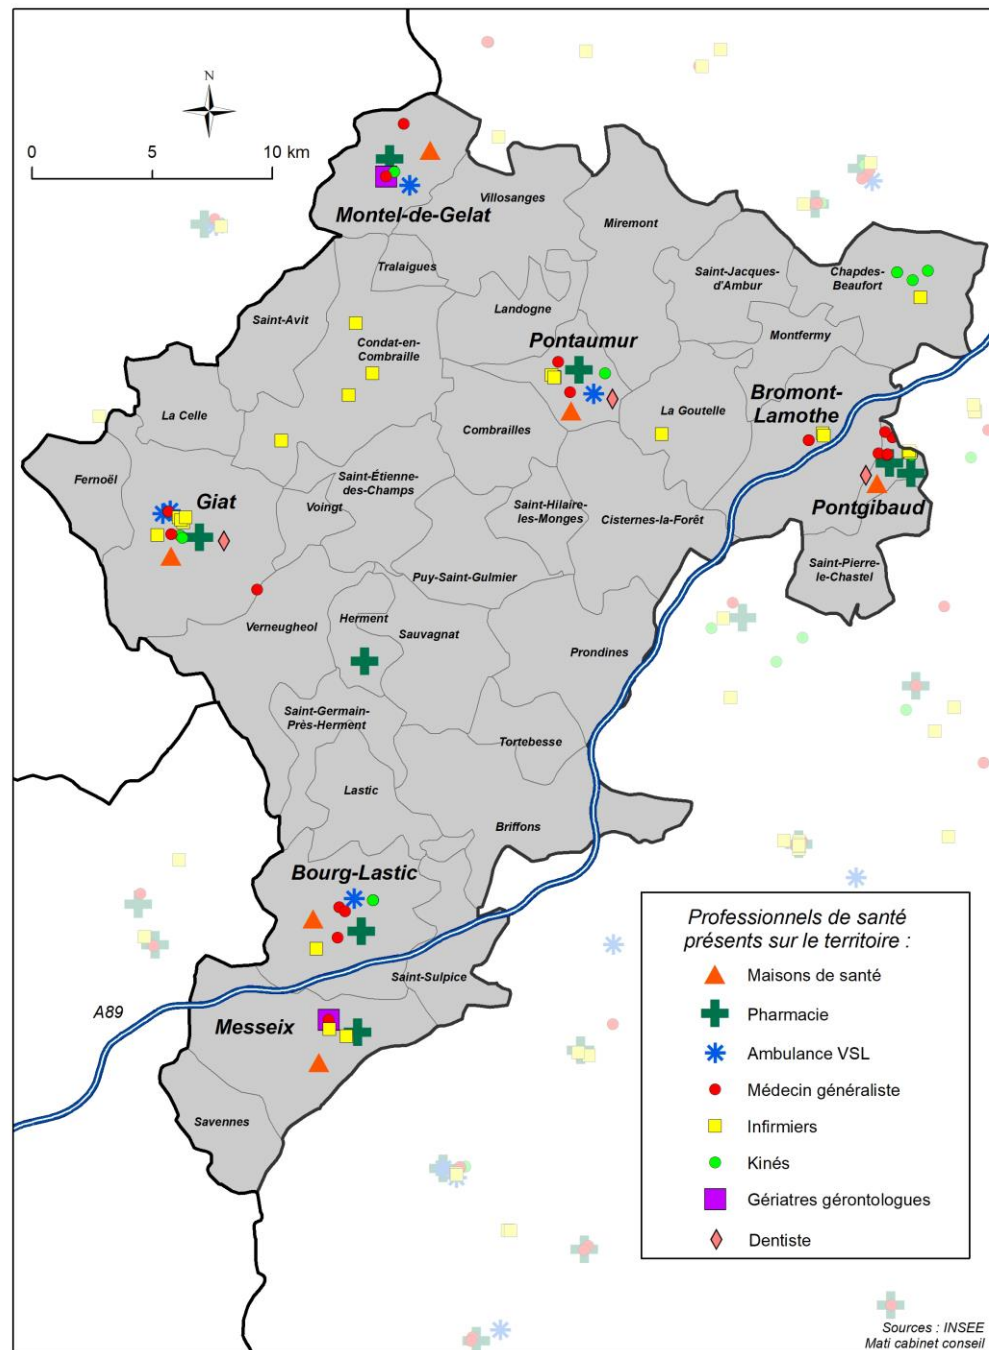 N
0
5
10 km
Montel-de-Gelat
Villosanges
Miremont
Tralaigues
Saint-Jacques-
d'Ambur
Chapdes-
Beaufort
Saint-Avit
Landogne
Condat-en-
Combraille
Pontaumur
Montfermy
Bromont-
Lamothe
La Celle
La Goutelle
Combrailles
Fernoël
Saint-Étienne-
des-Champs
Giat
Voingt
Saint-Hilaire-
les-Monges
Cisternes-la-Forêt
Pontgibaud
Puy-Saint-Gulmier
Saint-Pierre-
le-Chastel
Herment
Verneugheol
Sauvagnat
Prondines
Saint-Germain-
Près-Herment
Tortebesse
Lastic
Briffons
Bourg-Lastic
Saint-Sulpice
A89
Messeix
Savennes
Professionnels de santé
présents sur le territoire :
Maisons de santé
Pharmacie
Ambulance VSL
Médecin généraliste
Infirmiers
Kinés
Gériatres gérontologues
Dentiste
Sources : INSEE
Mati cabinet conseil